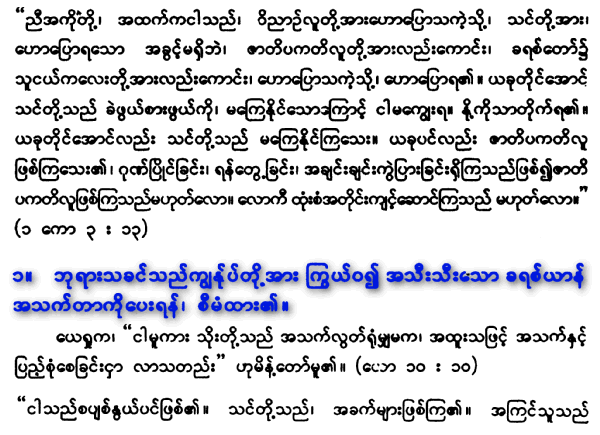 “ညီအကိုတို့၊ အထက်ကငါသည်၊ ဝိညာဉ်လူတို့အားဟောပြောသကဲ့သို့၊ သင်တို့အား၊
ဟောပြောရသော အခွင့်မရှိဘဲ၊ ဇာတိပကတိလူတို့အားလည်းကောင်း၊ ခရစ်တော်၌
သူငယ်ကလေးတို့အားလည်းကောင်း၊ ဟောပြောသကဲ့သို့၊ ဟောပြောရ၏။ ယခုတိုင်အောင်
သင်တို့သည် ခဲဖွယ်စားဖွယ်ကို၊ မကြေနိုင်သောကြောင့် ငါမကျွေးရ။ နို့ကိုသာတိုက်ရ၏။
ယခုတိုင်အောင်လည်း သင်တို့သည် မကြေနိုင်ကြသေး။ ယခုပင်လည်း ဇာတိပကတိလူ
ဖြစ်ကြသေး၏၊ ဂုဏ်ပြိုင်ခြင်း၊ ရန်တွေ့ခြင်း၊ အချင်းချင်းကွဲပြားခြင်းရှိကြသည်ဖြစ်၍ဇာတိ
ပကတိလူဖြစ်ကြသည်မဟုတ်လော။ လောကီ ထုံးစံအတိုင်းကျင့်ဆောင်ကြသည် မဟုတ်လော။”
(၁ ကော ၃ : ၁၃)
၁။ ဘုရားသခင်သည်ကျွန်ုပ်တို့အား ကြွယ်ဝ၍ အသီးသီးသော ခရစ်ယာန်
အသက်တာကိုပေးရန်၊ စီမံထား၏။
ယေရှုက၊ “ငါမူကား သိုးတို့သည် အသက်လွတ်ရုံမျှမက၊ အထူးသဖြင့် အသက်နှင့်
ပြည့်စုံစေခြင်းငှာ လာသတည်း” ဟုမိန့်တော်မူ၏။ (ယော ၁၀ : ၁၀)
“ငါသည်စပျစ်နွယ်ပင်ဖြစ်၏။ သင်တို့သည်၊ အခက်များဖြစ်ကြ၏။ အကြင်သူသည်